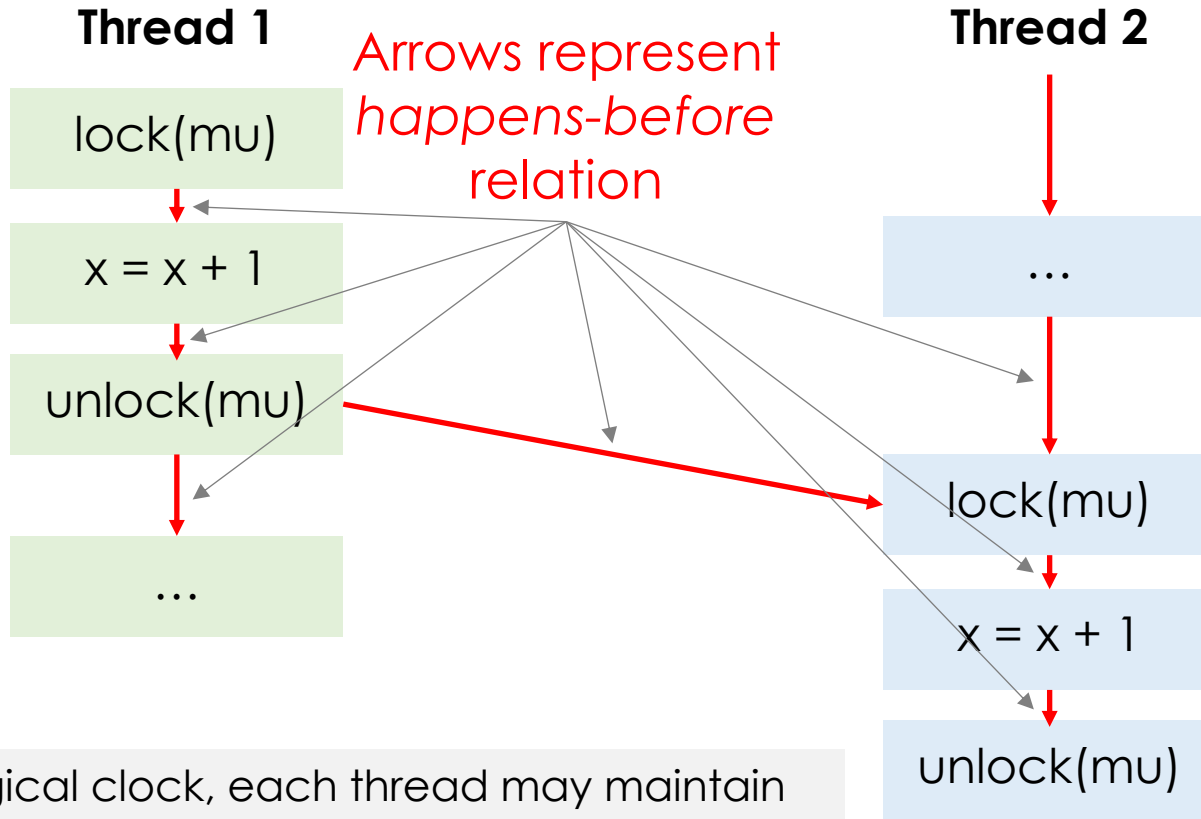 Thread 1
lock(mu)
x = x + 1
unlock(mu)
...
Arrows represent
happens-before
relation
Thread 2
...
lock(mu)
x = x + 1
unlock(mu)
clock, each thread may maintain